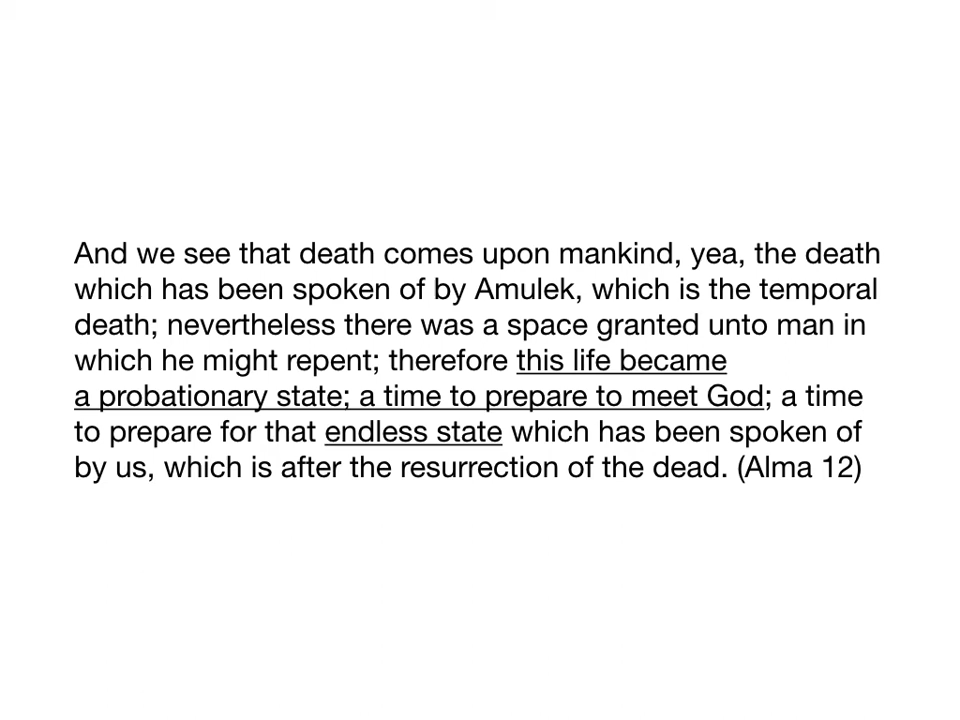 And we see that death comes upon mankind, yea, the death
which has been spoken of by Amulek, which is the temporal
death; nevertheless there was a space granted unto man in
which he might repent; therefore this life became
a probationary state; a time to prepare to meet God; a time
to prepare for that endless state which has been spoken of
by us, which is after the resurrection of the dead. (Alma 12)